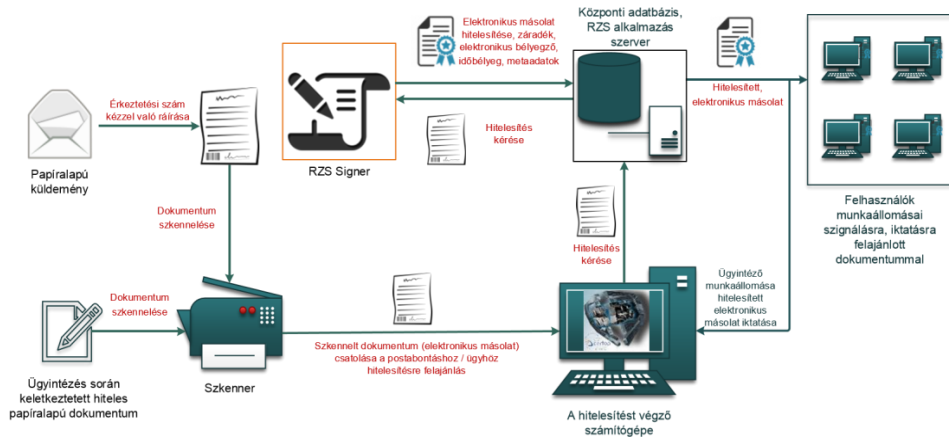 Elektronikus másolat
hitelesítése, záradék,
elektronikus bélyegző,
időbélyeg, metaadatok
Központi adatbázis,
RZS alkalmazás
szerver
Érkeztetési szám
kézzel való ráírása
Hitelesített,
elektronikus másolat
Hitelesítés
kérése
Papíralapú
küldemény
RZS Signer
Felhasználók
munkaállomásai
szignálásra, iktatásra
felajánlott
dokumentummal
Dokumentum
szkennelése
Hitelesítés
kérése
Ügyintéző
munkaállomása
hitelesített
elektronikus
másolat iktatása
Dokumentum
szkennelése
Szkennelt dokumentum (elektronikus másolat)
csatolása a postabontáshoz / ügyhöz
hitelesítésre felajánlás
Szkenner
Ügyintézés során
keletkeztetett hiteles
papíralapú dokumentum
A hitelesítést végző
számítógépe